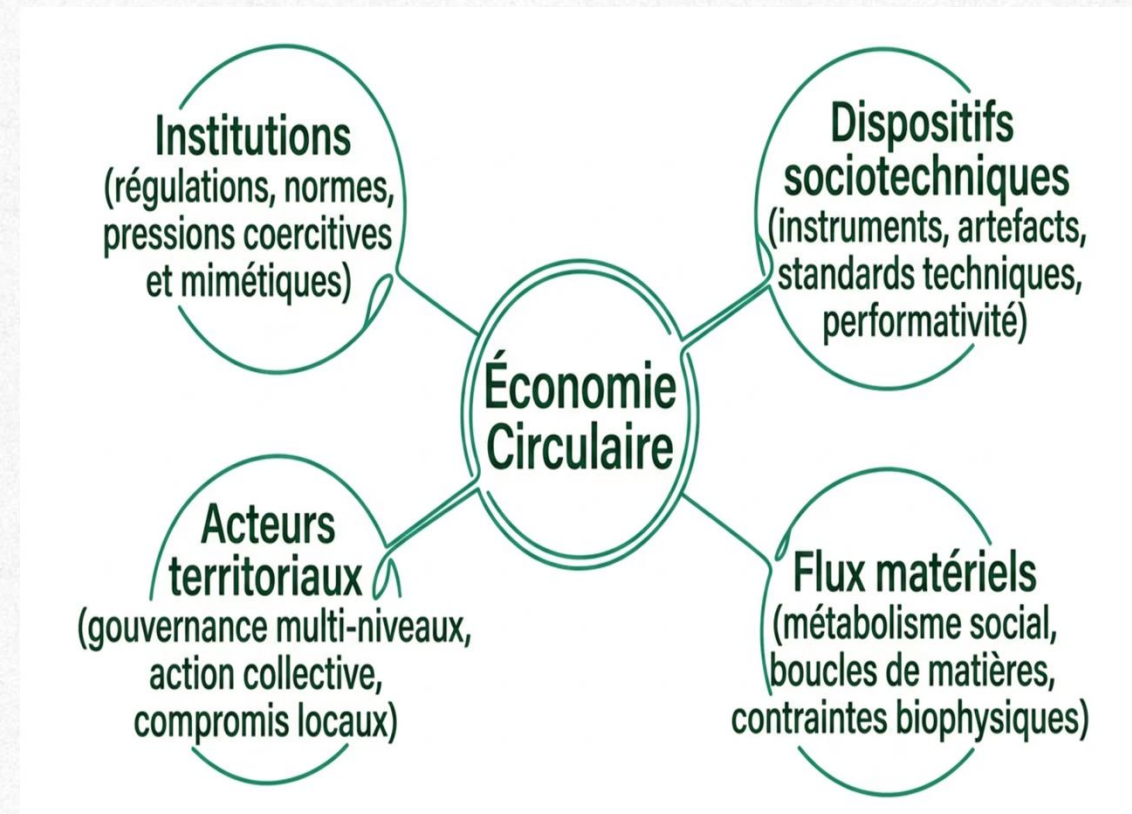 Institutions
(régulations, normes,
pressions coercitives
et mimétiques)
Dispositifs
sociotechniques
(instruments, artefacts,
standards techniques,
performativité)
Économie
Circulaire
Acteurs
territoriaux
(gouvernance multi-niveaux,
action collective,
compromis locaux)
Flux matériels
(métabolisme social,
boucles de matières,
contraintes biophysiques)